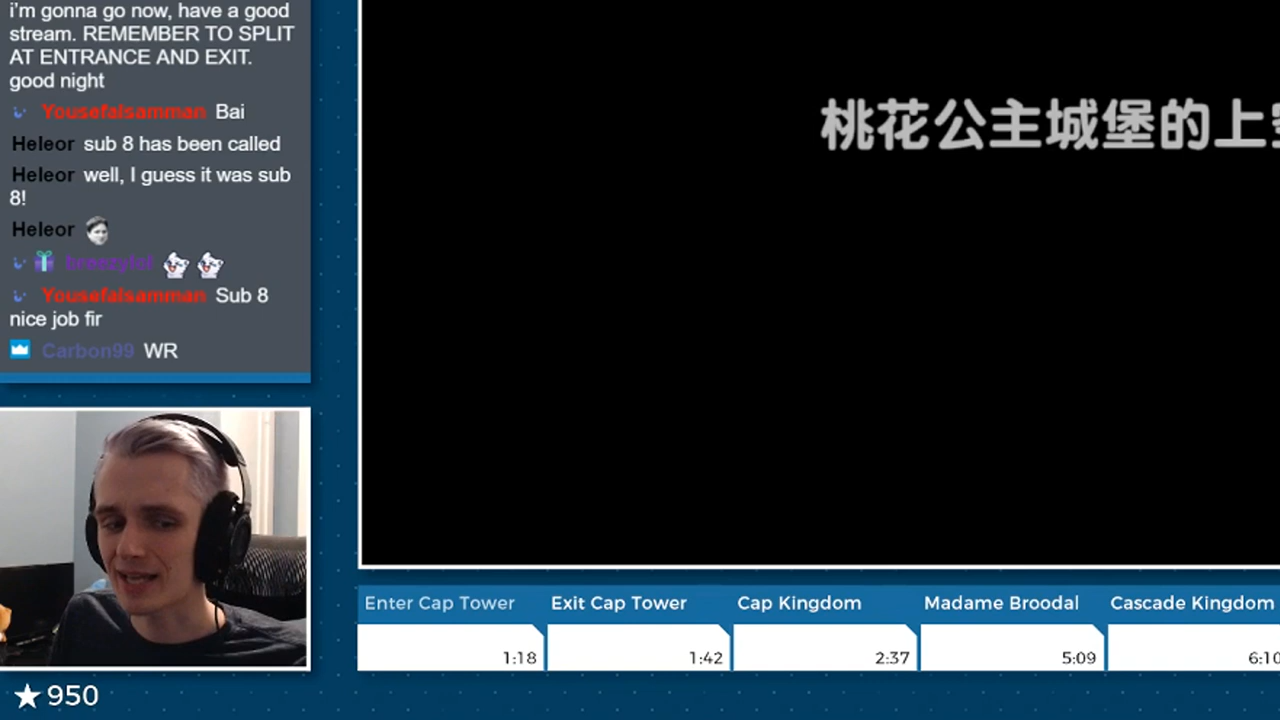 i'm gonna go now, have a good
stream. REMEMBER TO SPLIT
AT ENTRANCE AND EXIT.
good night
Yousefalsamman Bai
Heleor sub 8 has been called
Heleor well, I guess it was sub
8!
Heleor
Yousefalsamman Sub 8
nice job fir
Carbon99 WR
桃花公主城堡的上
Enter Cap Tower Exit Cap Tower Cap Kingdom Madame Broodal Cascade Kingdom
1:18 1:42 2:37 5:09 6:10
★ 950